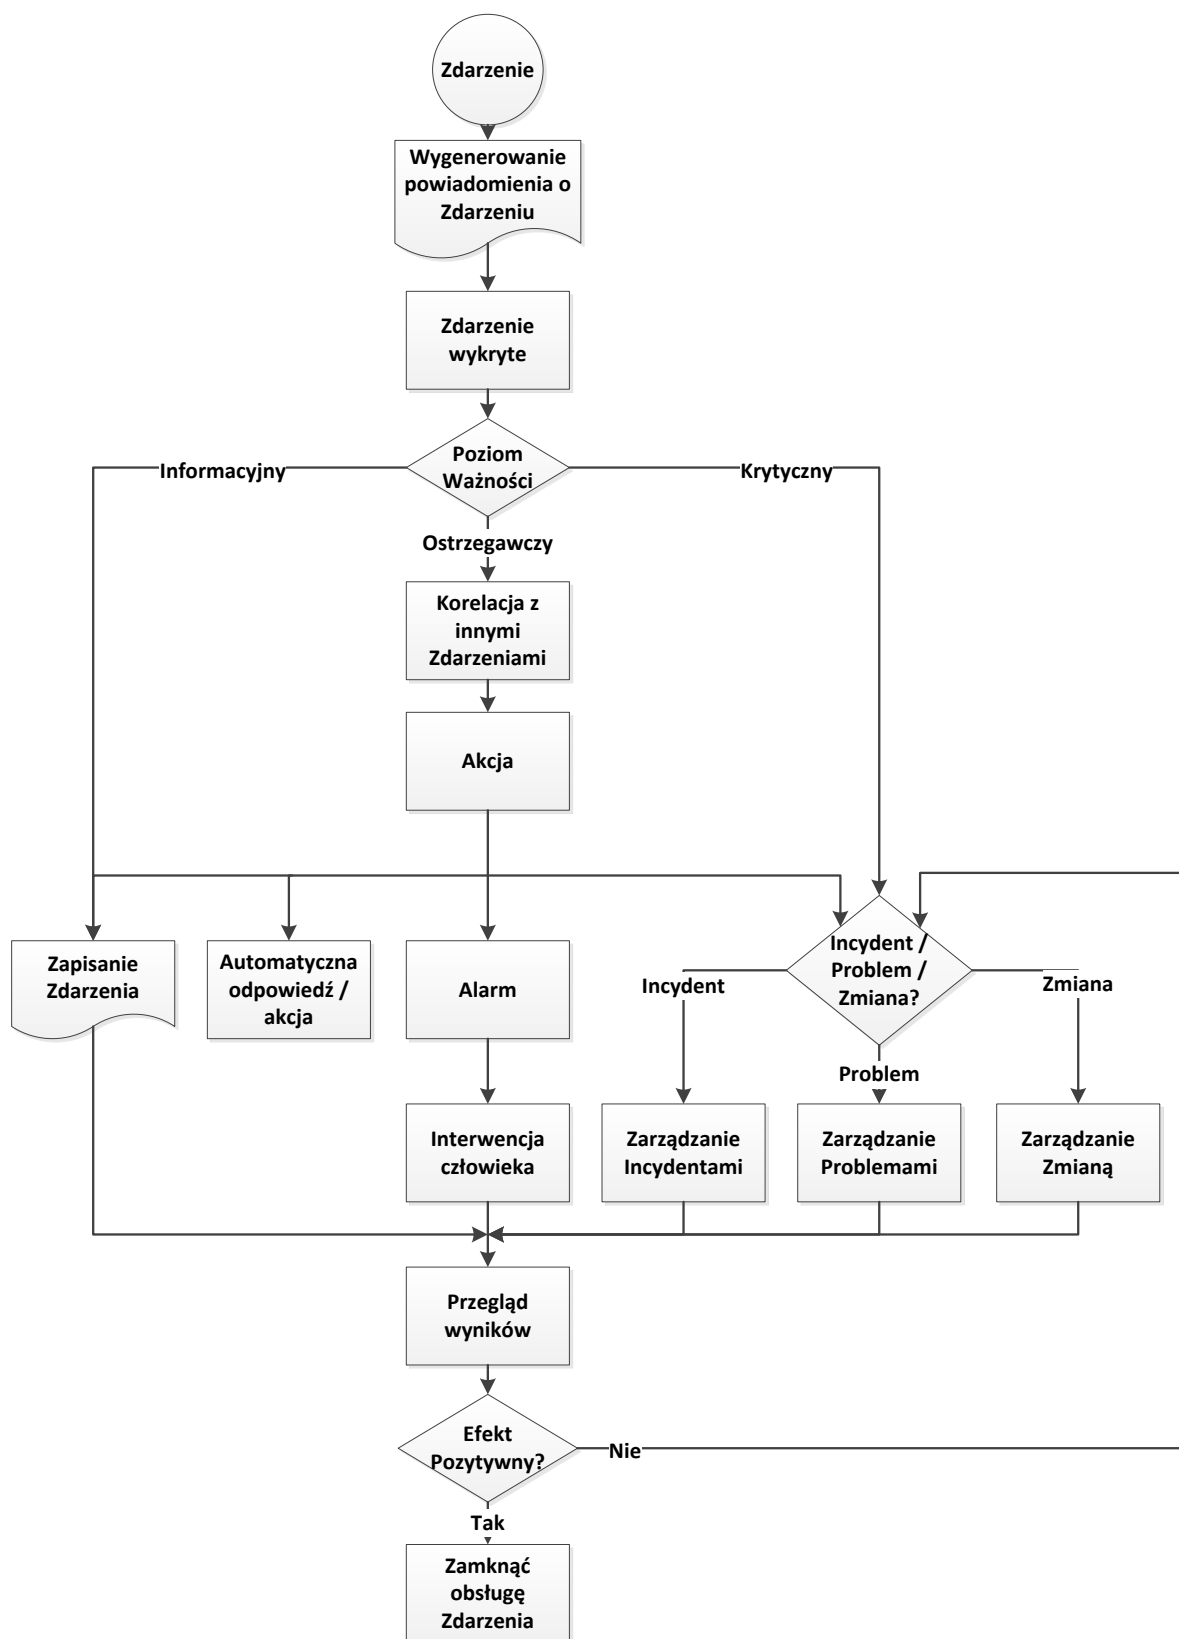 Zdarzenie
Wygenerowanie
powiadomienia o
Zdarzeniu
Zdarzenie
wykryte
Poziom
Ważności
Informacyjny
Krytyczny
Ostrzegawczy
Korelacja z
innymi
Zdarzeniami
Akcja
Zapisanie
Zdarzenia
Automatyczna
odpowiedź /
akcja
Alarm
Incydent /
Problem /
Zmiana?
Incydent
Zmiana
Problem
Interwencja
człowieka
Zarządzanie
Incydentami
Zarządzanie
Problemami
Zarządzanie
Zmianą
Przegląd
wyników
Efekt
Pozytywny?
Nie
Tak
Zamknąć
obsługę
Zdarzenia